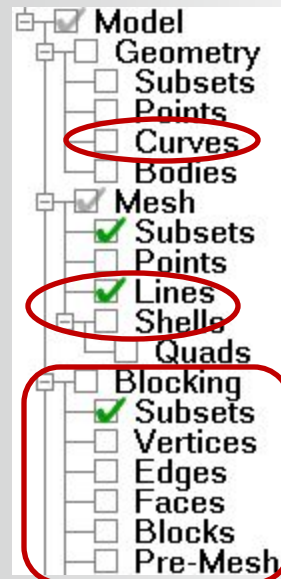 Model
Geometry
Subsets
Points
Curves
Bodies
Mesh
Subsets
Points
Lines
Shells
Quads
Blocking
Subsets
Vertices
Edges
Faces
Blocks
Pre-Mesh